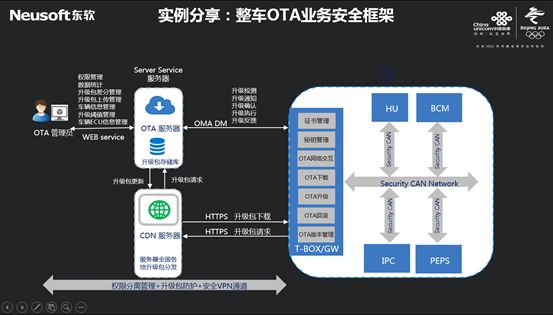 Neusoft东软
实例分享：整车OTA业务安全框架
China
unicom中国联通
BEIJING 2022
权限管理
数据统计
升级包差分管理
升级包上传管理
车辆信息管理
升级阈值管理
车辆ECU信息管理
OTA 管理员
WEB service
Server Service
服务器
OTA 服务器
升级包存储库
升级检测
升级通知
升级确认
升级执行
升级反馈
OMA DM
升级包更新
升级包请求
CDN 服务器
服务器全国各
地升级包分发
HTTPS 升级包下载
HTTPS 升级包请求
证书管理
秘钥管理
OTA网络交互
OTA下载
OTA升级
OTA回滚
OTA版本管理
T-BOX/GW
HU
BCM
Security CAN
Security CAN
Security CAN Network
Security CAN
Security CAN
IPC
PEPS
权限分离管理+升级包防护+安全VPN通道